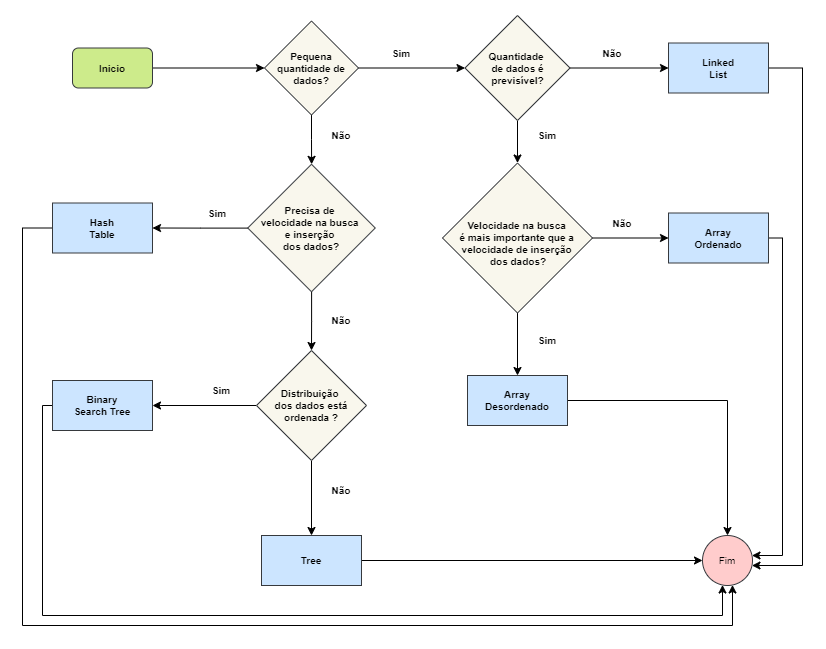 Inicio
Pequena
quantidade de
dados?
Sim
Quantidade
de dados é
previsível?
Não
Linked
List
Não
Sim
Hash
Table
Sim
Precisa de
velocidade na busca
e inserção
dos dados?
Velocidade na busca
é mais importante que a
velocidade de inserção
dos dados?
Não
Array
Ordenado
Não
Sim
Binary
Search Tree
Sim
Distribuição
dos dados está
ordenada ?
Array
Desordenado
Não
Tree
Fim